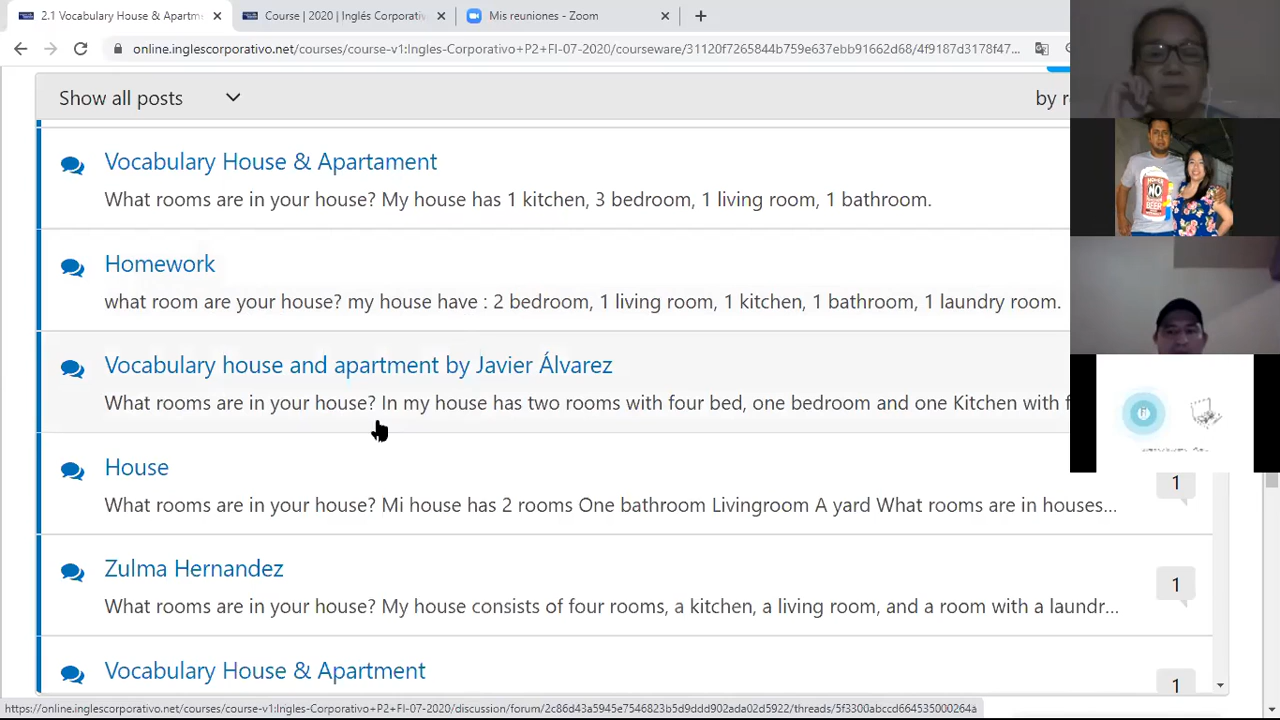 2.1 Vocabulary House & Apartm
Course | 2020 | Inglés Corporativ
Mis reuniones - Zoom
online.inglescorporativo.net/courses/course-v1:Ingles-Corporativo+P2+FI-07-2020/courseware/31120f7265844b759e637ebb91662d68/4f9187d3178f47...
Show all posts
by r
Vocabulary House & Apartament
What rooms are in your house? My house has 1 kitchen, 3 bedroom, 1 living room, 1 bathroom.
Homework
what room are your house? my house have : 2 bedroom, 1 living room, 1 kitchen, 1 bathroom, 1 laundry room.
Vocabulary house and apartment by Javier Álvarez
What rooms are in your house? In my house has two rooms with four bed, one bedroom and one Kitchen with f
House
What rooms are in your house? Mi house has 2 rooms One bathroom Livingroom A yard What rooms are in houses...
1
Zulma Hernandez
What rooms are in your house? My house consists of four rooms, a kitchen, a living room, and a room with a laundr...
1
Vocabulary House & Apartment
1
https://online.inglescorporativo.net/courses/course-v1:Ingles-Corporativo+P2+FI-07-2020/discussion/forum/2c86d43a5945e7546823b5d9ddd902ada02d5922/threads/5f3300abccd664535000264a